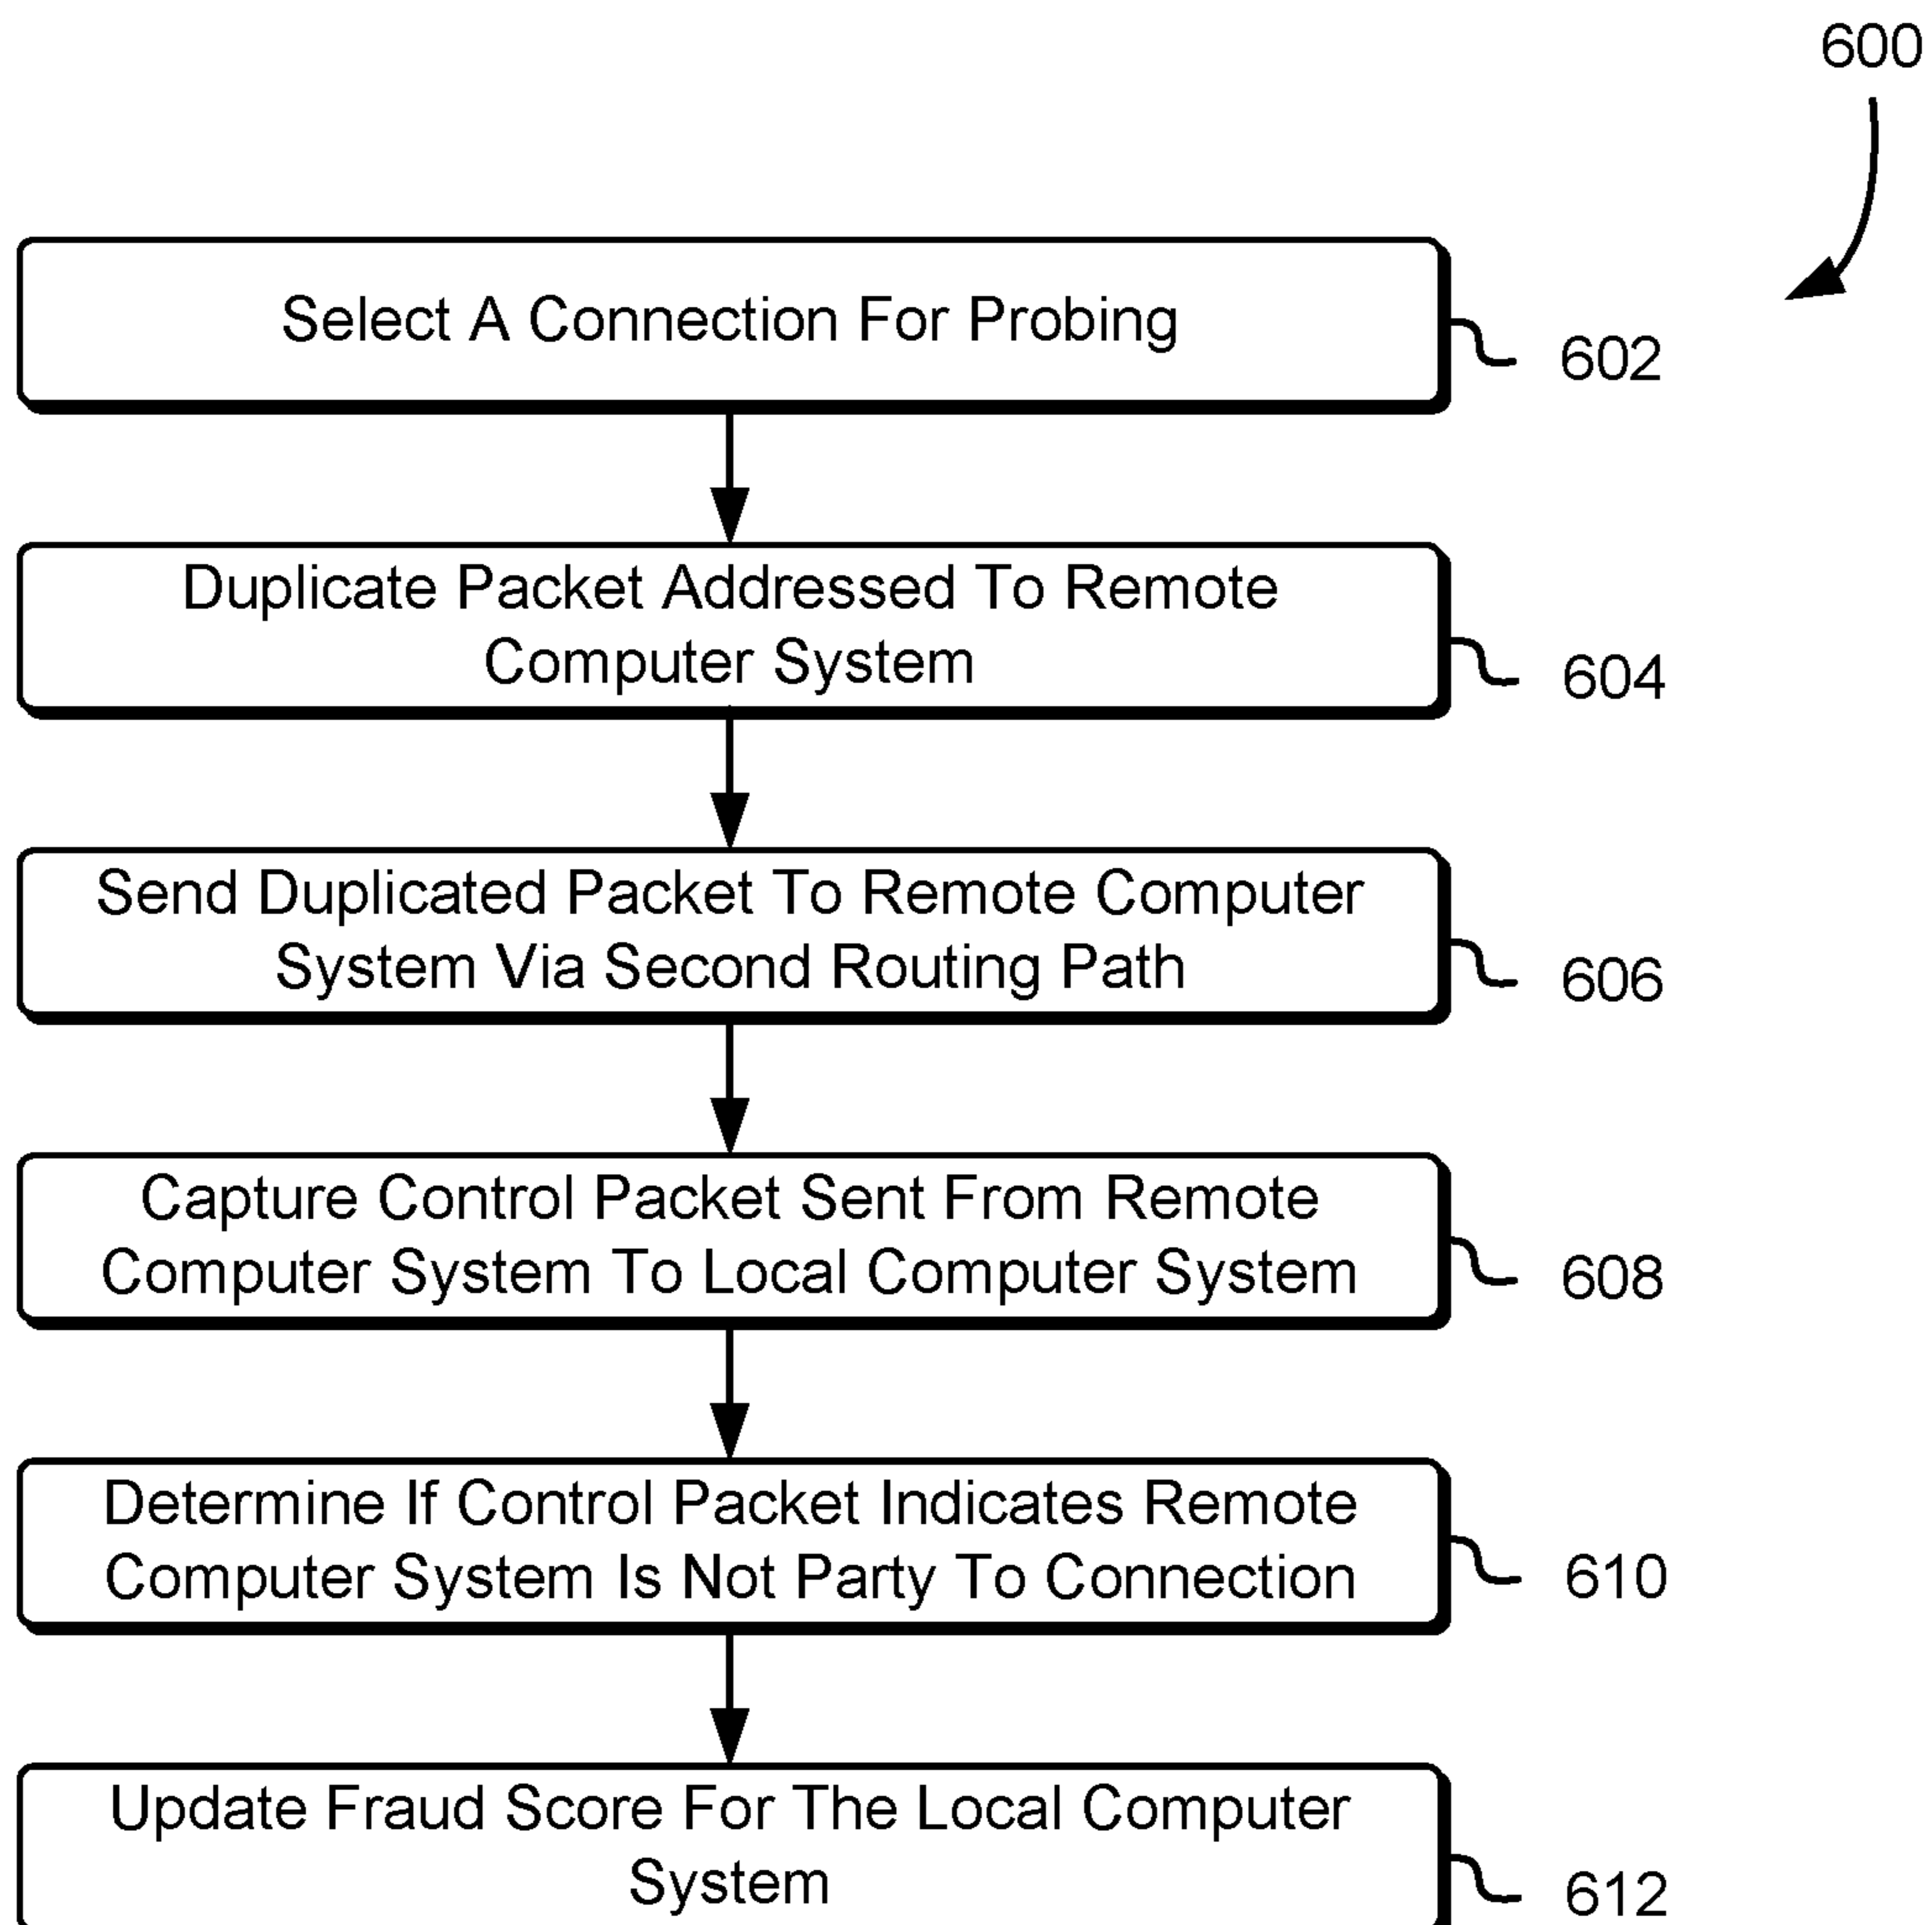 600
Select A Connection For Probing
602
Duplicate Packet Addressed To Remote
Computer System
604
Send Duplicated Packet To Remote Computer
System Via Second Routing Path
606
Capture Control Packet Sent From Remote
Computer System To Local Computer System
608
Determine If Control Packet Indicates Remote
Computer System Is Not Party To Connection
610
Update Fraud Score For The Local Computer
System
612